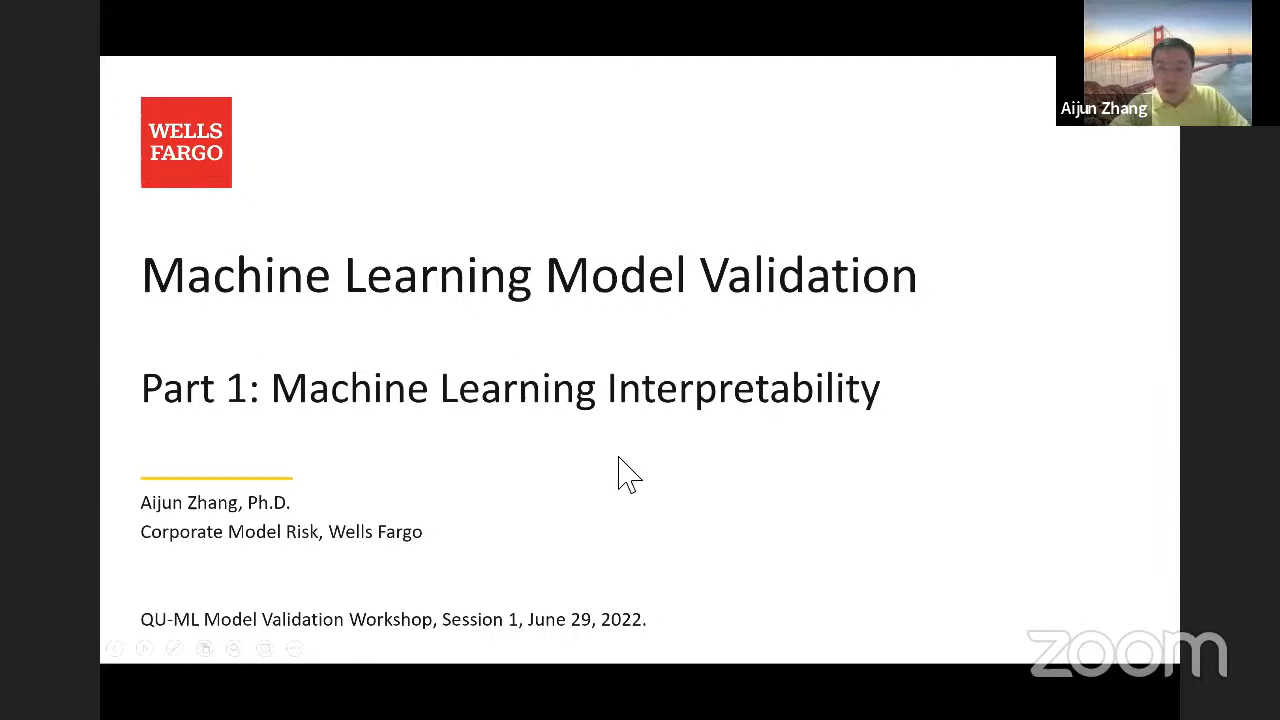 WELLS
FARGO
Aijun Zhang
Machine Learning Model Validation
Part 1: Machine Learning Interpretability
Aijun Zhang, Ph.D.
Corporate Model Risk, Wells Fargo
QU-ML Model Validation Workshop, Session 1, June 29, 2022.
zoom